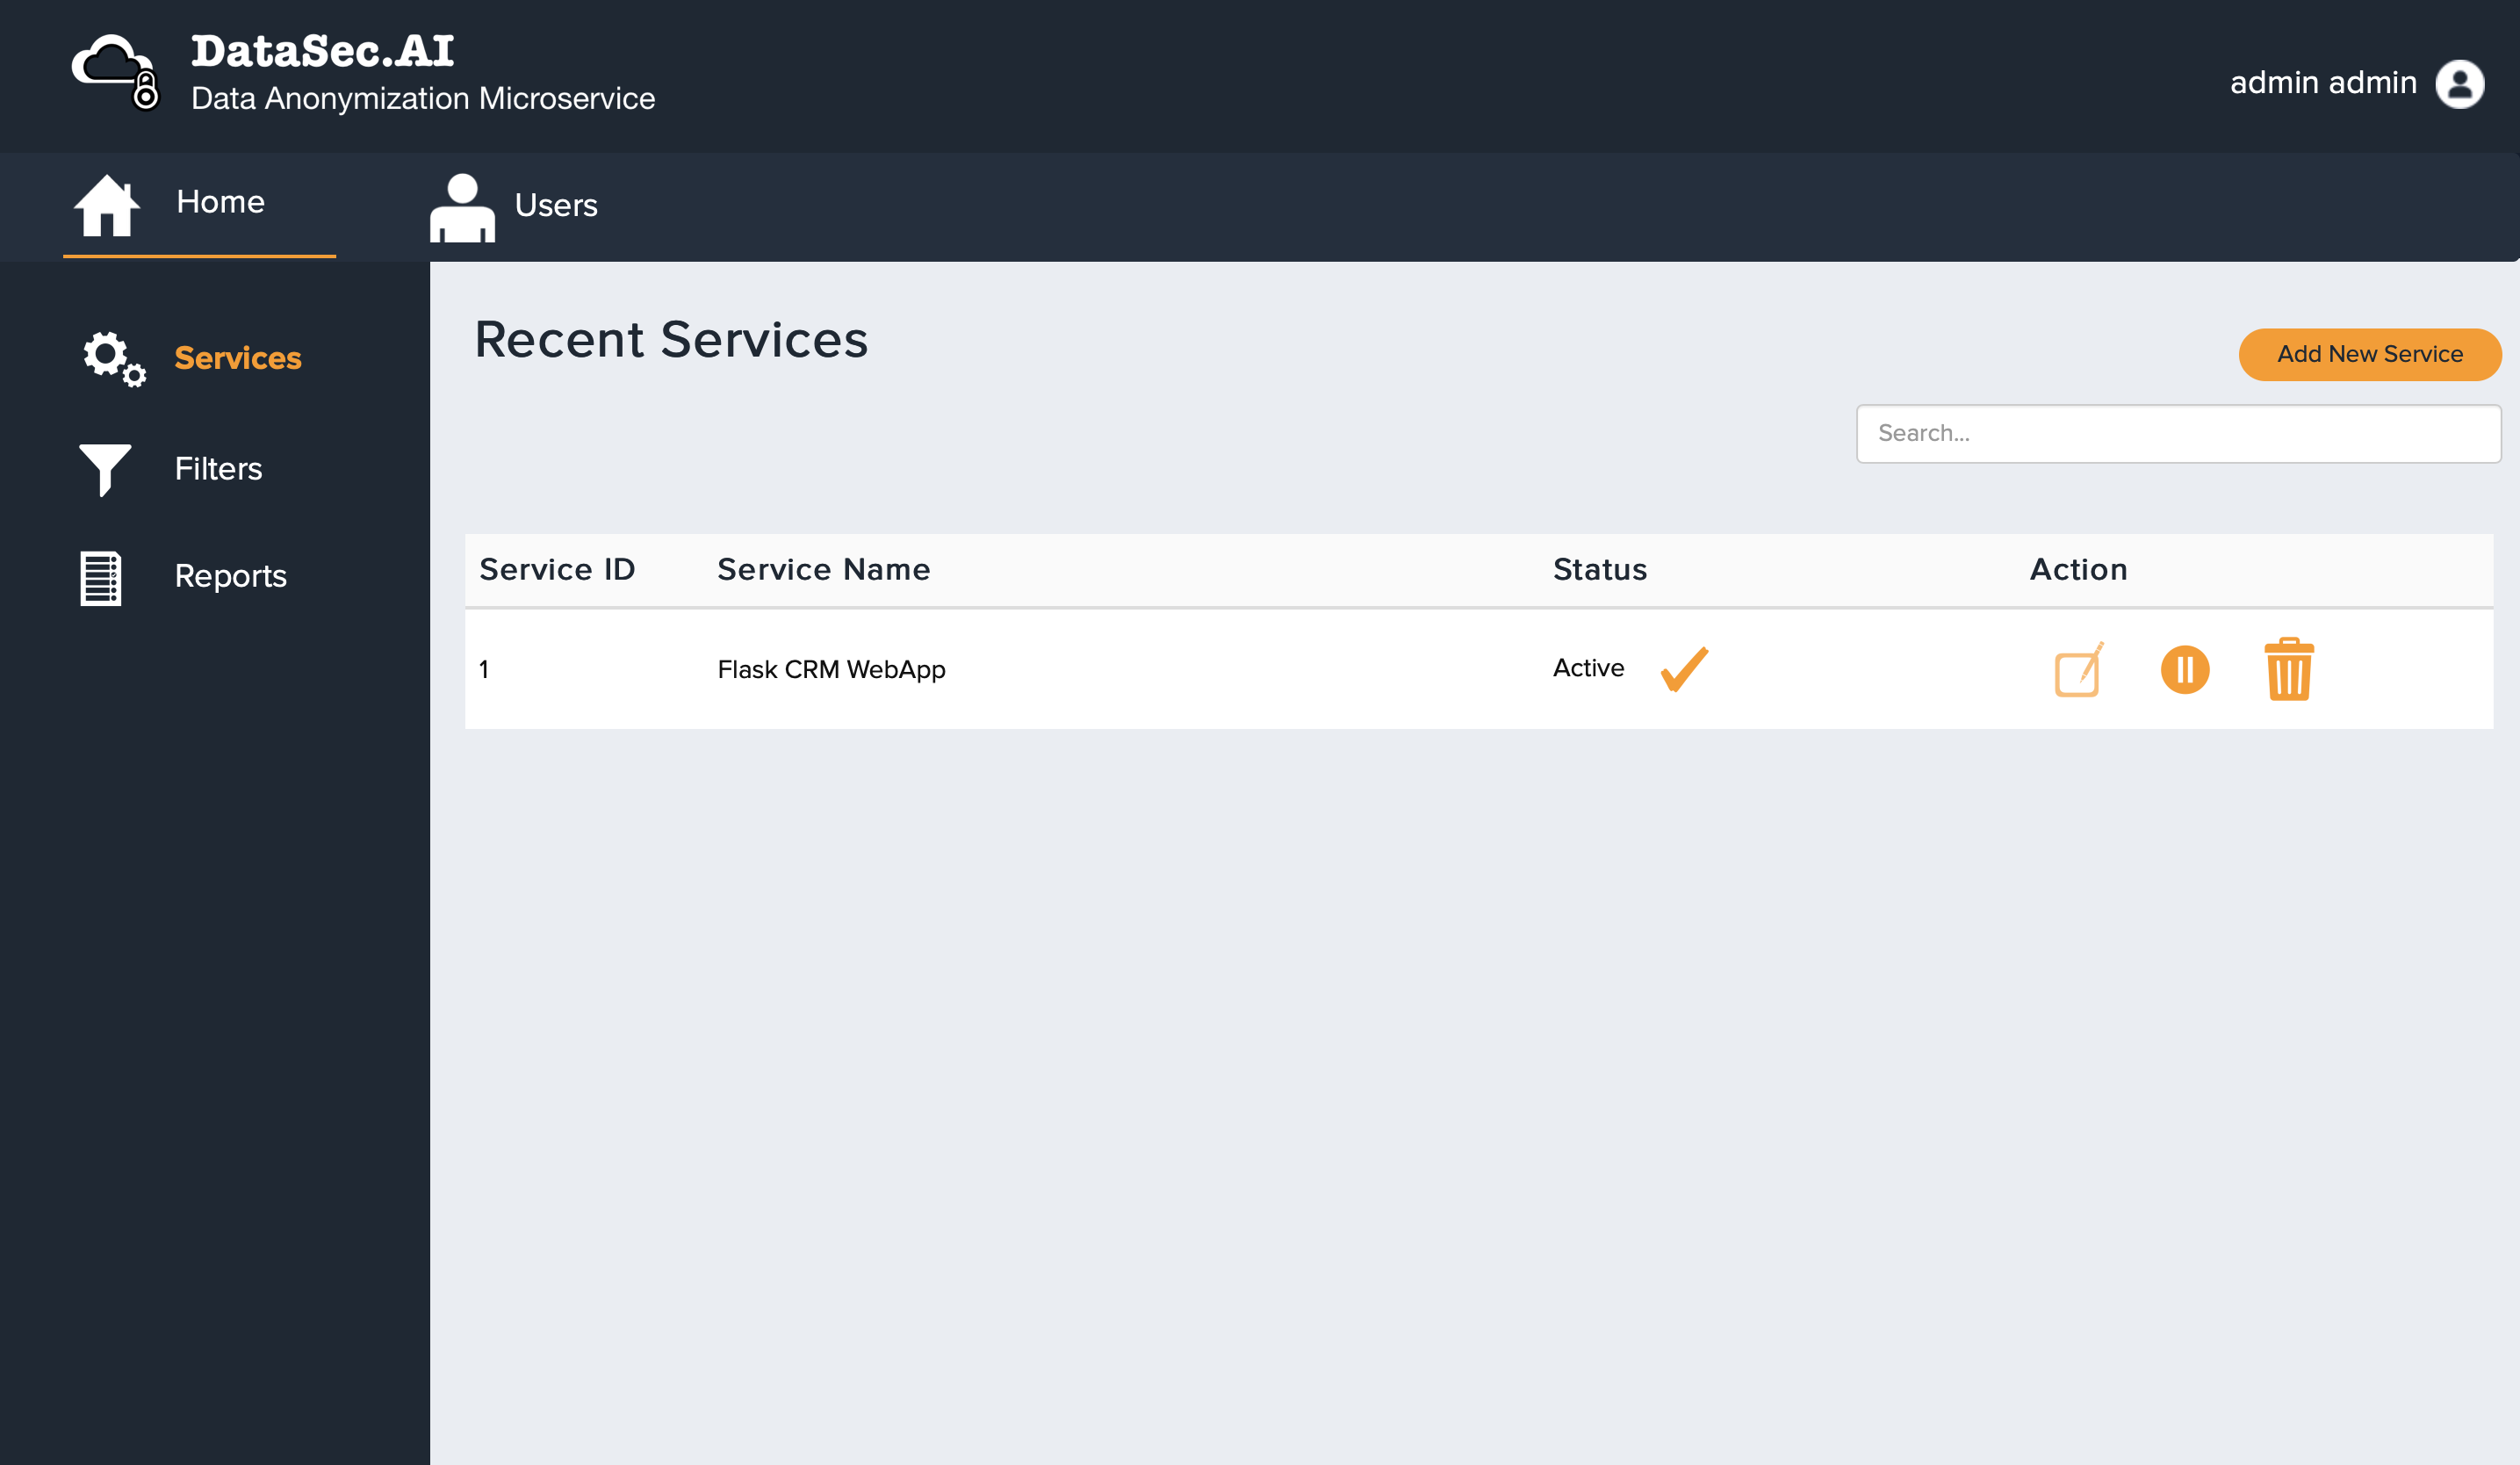 DataSec.AI
Data Anonymization Microservice
admin admin
Home
Users
Services
Filters
Reports
Recent Services
Add New Service
Search...
Service ID Service Name Status Action
1 Flask CRM WebApp Active